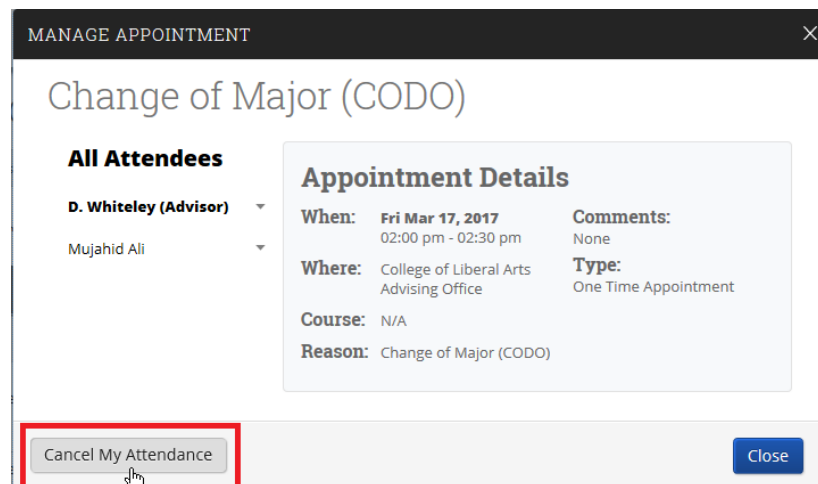 MANAGE APPOINTMENT
Change of Major (CODO)
All Attendees
D. Whiteley (Advisor)
Mujahid Ali
Appointment Details
When: Fri Mar 17, 2017
02:00 pm - 02:30 pm
Where: College of Liberal Arts
Advising Office
Course: N/A
Reason: Change of Major (CODO)
Comments:
None
Type:
One Time Appointment
Cancel My Attendance
Close